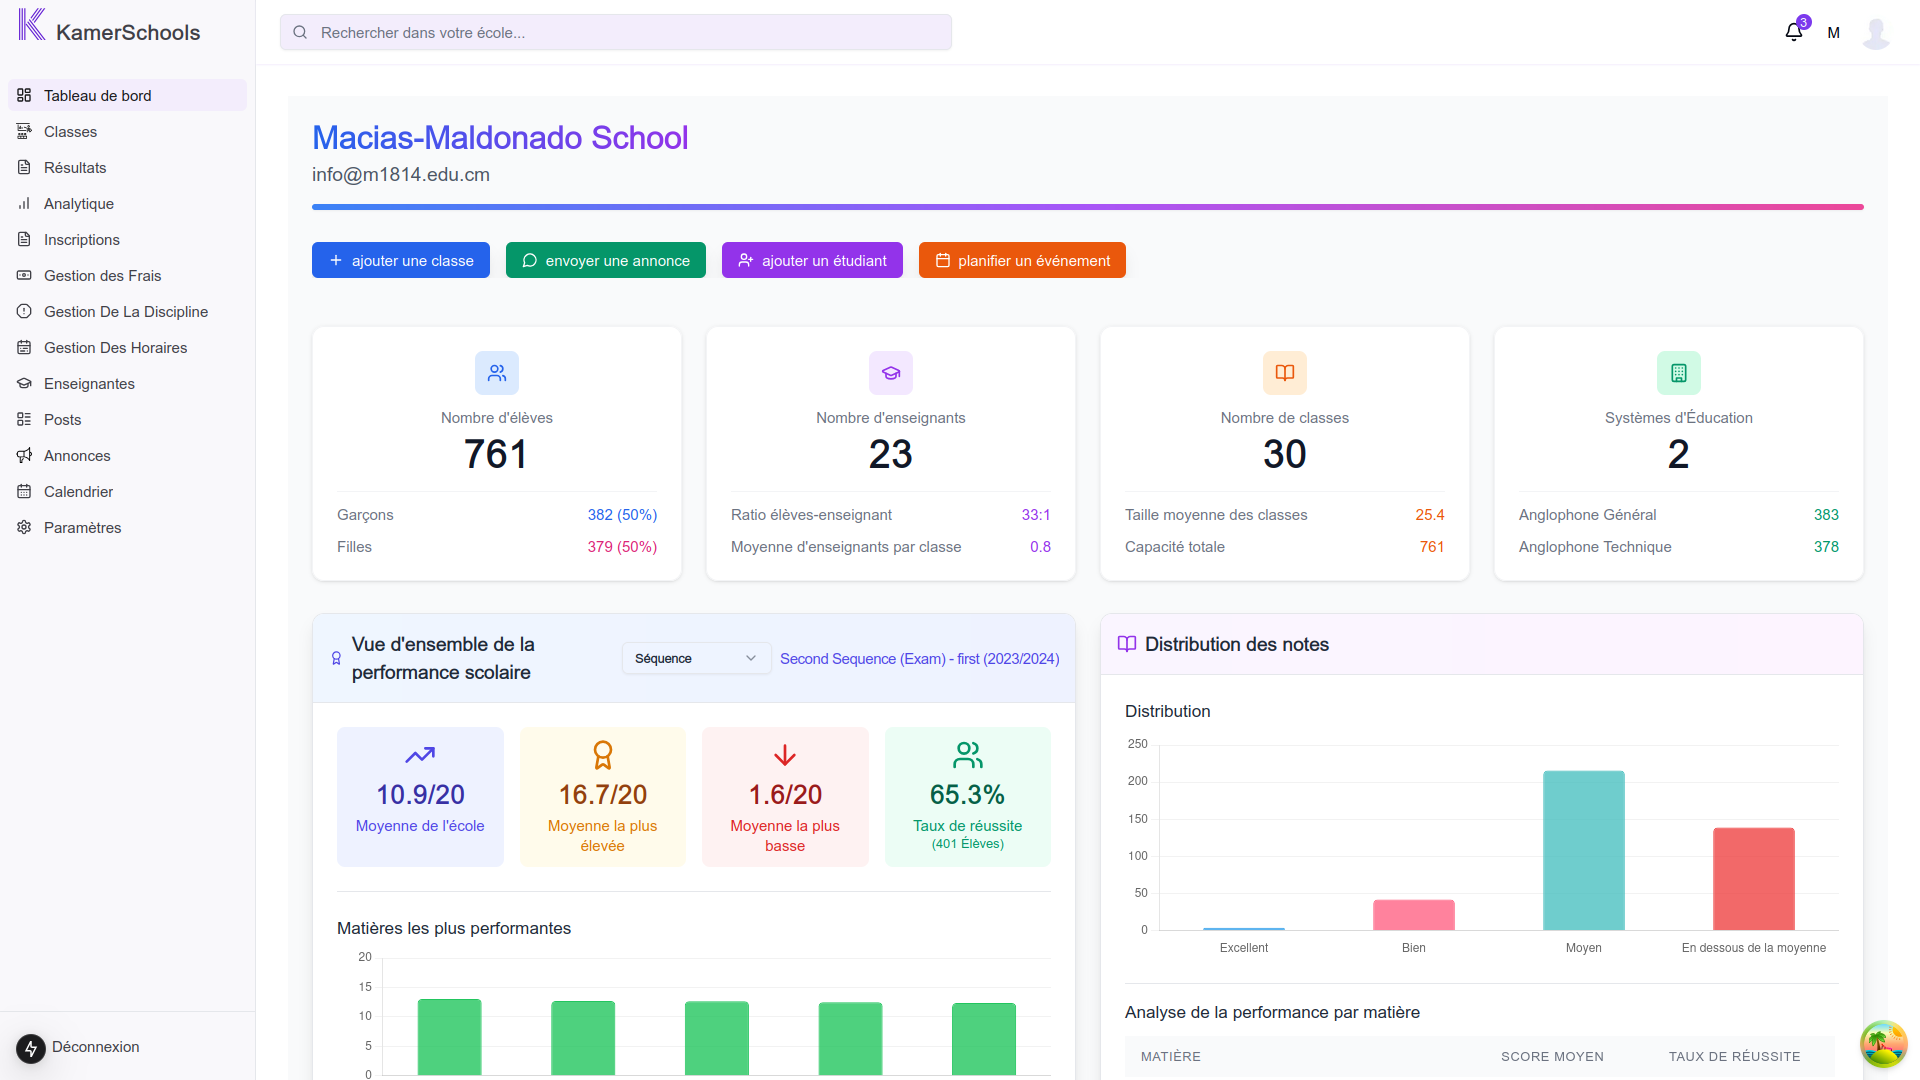 KamerSchools
Rechercher dans votre école...
3
M
Tableau de bord
Classes
Résultats
Analytique
Inscriptions
Gestion des Frais
Gestion De La Discipline
Gestion Des Horaires
Enseignantes
Posts
Annonces
Calendrier
Paramètres
Déconnexion
Macias-Maldonado School
info@m1814.edu.cm
ajouter une classe
envoyer une annonce
ajouter un étudiant
planifier un événement
Nombre d'élèves
761
Garçons 382 (50%)
Filles 379 (50%)
Nombre d'enseignants
23
Ratio élèves-enseignant 33:1
Moyenne d'enseignants par classe 0.8
Nombre de classes
30
Taille moyenne des classes 25.4
Capacité totale 761
Systèmes d'Éducation
2
Anglophone Général 383
Anglophone Technique 378
Vue d'ensemble de la
performance scolaire
Séquence
Second Sequence (Exam) - first (2023/2024)
10.9/20
Moyenne de l'école
16.7/20
Moyenne la plus
élevée
1.6/20
Moyenne la plus
basse
65.3%
Taux de réussite
(401 Élèves)
Matières les plus performantes
20
15
10
5
0
Distribution des notes
Distribution
250
200
150
100
50
0
Excellent Bien Moyen En dessous de la moyenne
Analyse de la performance par matière
MATIÈRE SCORE MOYEN TAUX DE RÉUSSITE